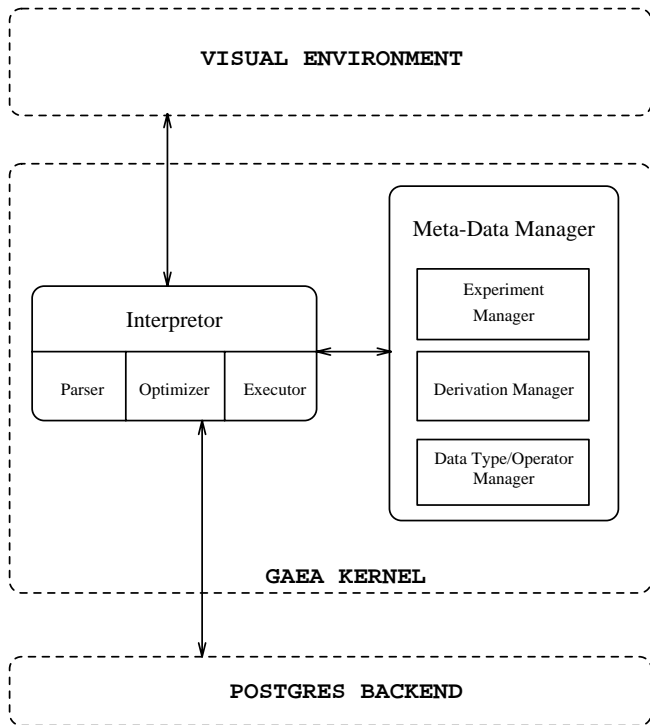 VISUAL ENVIRONMENT
Meta-Data Manager
Experiment
Manager
Interpretor
Parser
Optimizer
Executor
Derivation Manager
Data Type/Operator
Manager
GAEA KERNEL
POSTGRES BACKEND